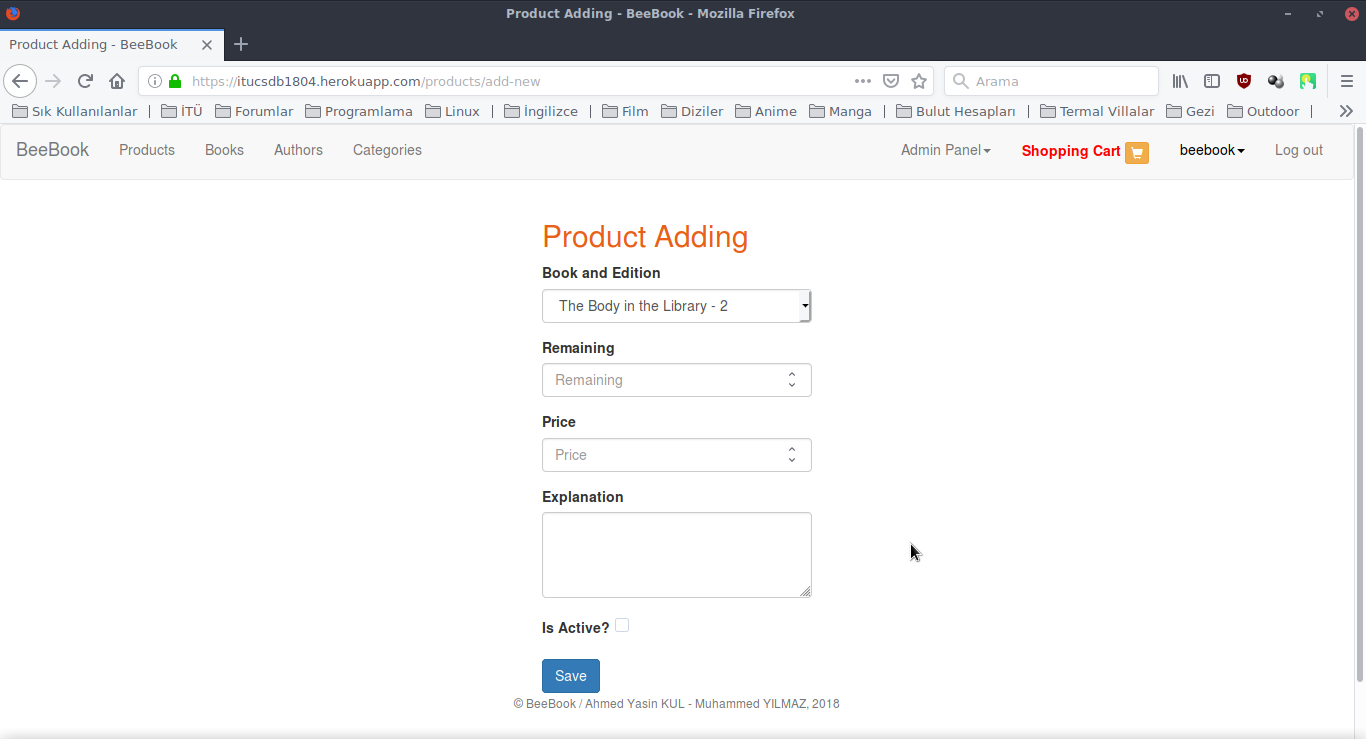 Product Adding - BeeBook - Mozilla Firefox
Product Adding - BeeBook
https://itucsdb1804.herokuapp.com/products/add-new
Arama
Sık Kullanılanlar | İTÜ Forumlar Programlama Linux | İngilizce | Film Diziler Anime Manga | Bulut Hesapları | Termal Villalar Gezi Outdoor |
BeeBook Products Books Authors Categories Admin Panel Shopping Cart beebook Log out
Product Adding
Book and Edition
The Body in the Library - 2
Remaining
Remaining
Price
Price
Explanation
Is Active?
Save
© BeeBook / Ahmed Yasin KUL - Muhammed YILMAZ, 2018